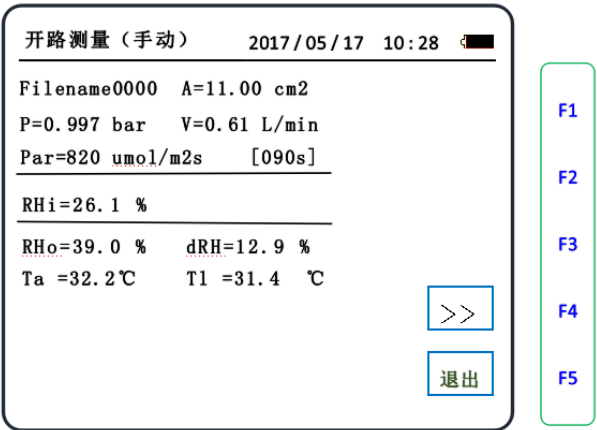 开路测量（手动） 2017/05/17 10:28
Filename0000 A=11.00 cm2
P=0.997 bar V=0.61 L/min
Par=820 umol/m2s [090s]
RHi=26.1 %
RHo=39.0 % dRH=12.9 %
Ta =32.2℃ Tl =31.4 ℃
>>
退出
F1
F2
F3
F4
F5